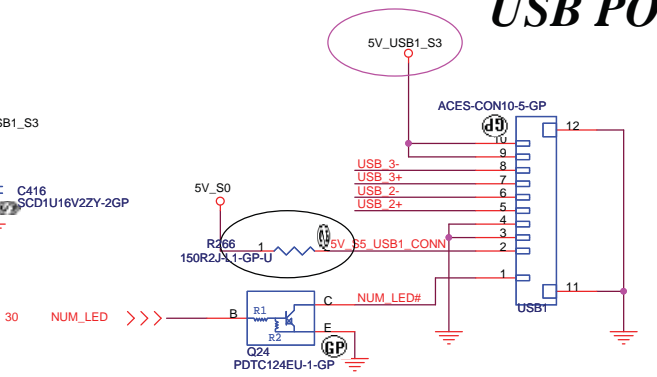 USB PO
5V_USB1_S3
ACES-CON10-5-GP
GP
12
10
9
USB_3- 8
USB_3+ 7
USB_2- 6
USB_2+ 5
4
3
2
1
11
USB1
SB1_S3
C416
SCD1U16V2ZY-2GP
5V_S0
R266
1
150R2J-L1-GP-U
5V_S5_USB1_CONN
NUM_LED#
30 NUM_LED
B
R1
R2
C
E
GP
Q24
PDTC124EU-1-GP